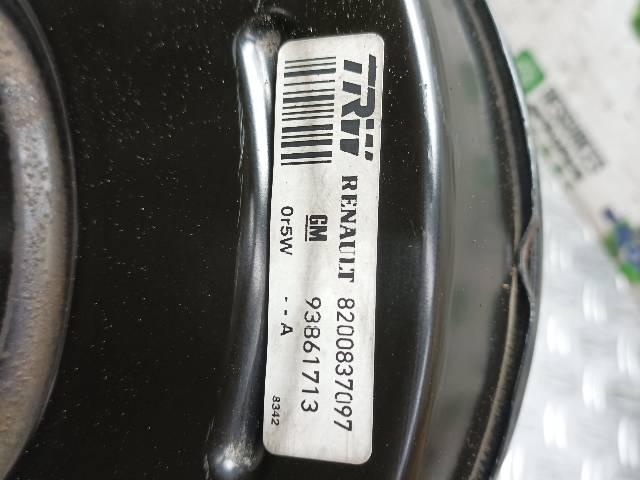 TRW
RENAULT 8200837097
GM 93861713
0r5W --A
8342